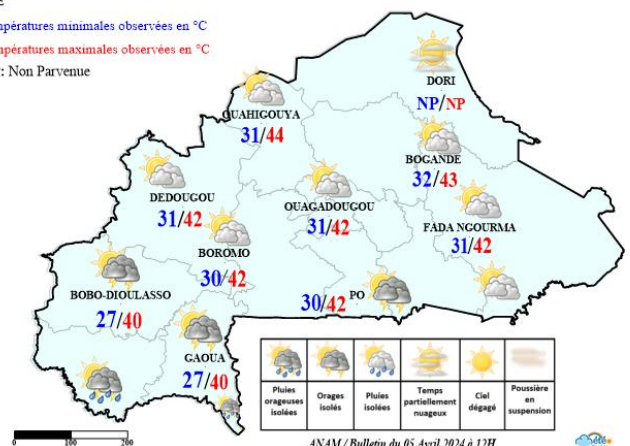 pératures minimales observées en °C
pératures maximales observées en °C
: Non Parvenue
DORI
NP/NP
OUAHIGOUYA
31/44
BOGANDE
32/43
DEDOUGOU
31/42
OUAGADOUGOU
31/42
FADA NGOURMA
31/42
BOROMO
30/42
BOBO-DIOULASSO
27/40
30/42 PO
GAOUA
27/40
Pluies orageuses isolées
Orages isolés
Pluies isolées
Temps partiellement nuageux
Ciel dégagé
Poussière en suspension
0 100 200
ANAM / Bulletin du 05 Avril 2024 à 12H